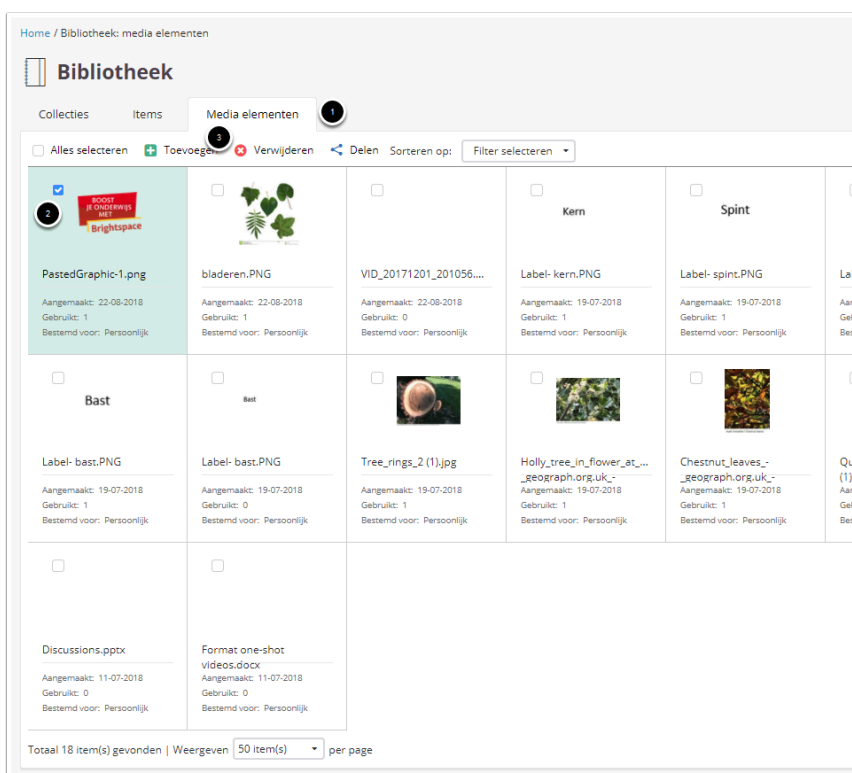 Home / Bibliotheek: media elementen
Bibliotheek
Collecties Items Media elementen 1
3
Alles selecteren Toevoegen Verwijderen Delen Sorteren op: Filter selecteren
2
BOOST
JE ONDERWIJS
MET
Brightspace
Kern Spint
PastedGraphic-1.png bladeren.PNG VID_20171201_201056.... Label- kern.PNG Label- spint.PNG La
Aangemaakt: 22-08-2018 Aangemaakt: 22-08-2018 Aangemaakt: 22-08-2018 Aangemaakt: 19-07-2018 Aangemaakt: 19-07-2018
Gebruikt: 1 Gebruikt: 1 Gebruikt: 0 Gebruikt: 1 Gebruikt: 1
Bestemd voor: Persoonlijk Bestemd voor: Persoonlijk Bestemd voor: Persoonlijk Bestemd voor: Persoonlijk Bestemd voor: Persoonlijk
Bast Bast
Label- bast.PNG Label- bast.PNG Tree_rings_2 (1).jpg Holly_tree_in_flower_at_... Chestnut_leaves_- Qu
_geograph.org.uk_- _geograph.org.uk_- (1)
Aangemaakt: 19-07-2018 Aangemaakt: 19-07-2018 Aangemaakt: 19-07-2018 Aangemaakt: 19-07-2018 Aangemaakt: 19-07-2018
Gebruikt: 1 Gebruikt: 0 Gebruikt: 1 Gebruikt: 1 Gebruikt: 1
Bestemd voor: Persoonlijk Bestemd voor: Persoonlijk Bestemd voor: Persoonlijk Bestemd voor: Persoonlijk Bestemd voor: Persoonlijk
Discussions.pptx Format one-shot
videos.docx
Aangemaakt: 11-07-2018 Aangemaakt: 11-07-2018
Gebruikt: 0 Gebruikt: 0
Bestemd voor: Persoonlijk Bestemd voor: Persoonlijk
Totaal 18 item(s) gevonden | Weergeven 50 item(s) per page